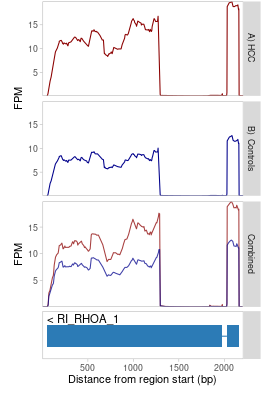 15
10
5
FPM
A) HCC
15
10
5
B) Controls
15
10
5
FPM
Combined
< RI_RHOA_1
500 1000 1500 2000
Distance from region start (bp)